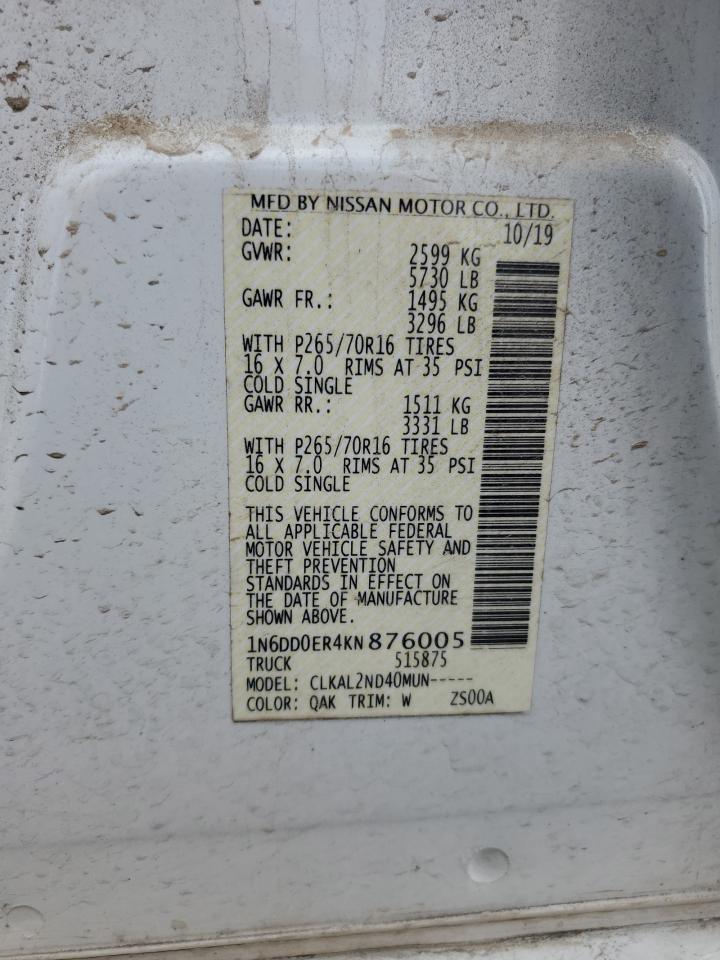 MFD BY NISSAN MOTOR CO., LTD.
DATE: 10/19
GVWR: 2599 KG
5730 LB
GAWR FR.: 1495 KG
3296 LB
WITH P265/70R16 TIRES
16 X 7.0 RIMS AT 35 PSI
COLD SINGLE
GAWR RR.: 1511 KG
3331 LB
WITH P265/70R16 TIRES
16 X 7.0 RIMS AT 35 PSI
COLD SINGLE
THIS VEHICLE CONFORMS TO
ALL APPLICABLE FEDERAL
MOTOR VEHICLE SAFETY AND
THEFT PREVENTION
STANDARDS IN EFFECT ON
THE DATE OF MANUFACTURE
SHOWN ABOVE.
1N6DD0ER4KN876005
TRUCK 515875
MODEL: CLKAL2ND40MUN-----
COLOR: QAK TRIM: W ZS00A